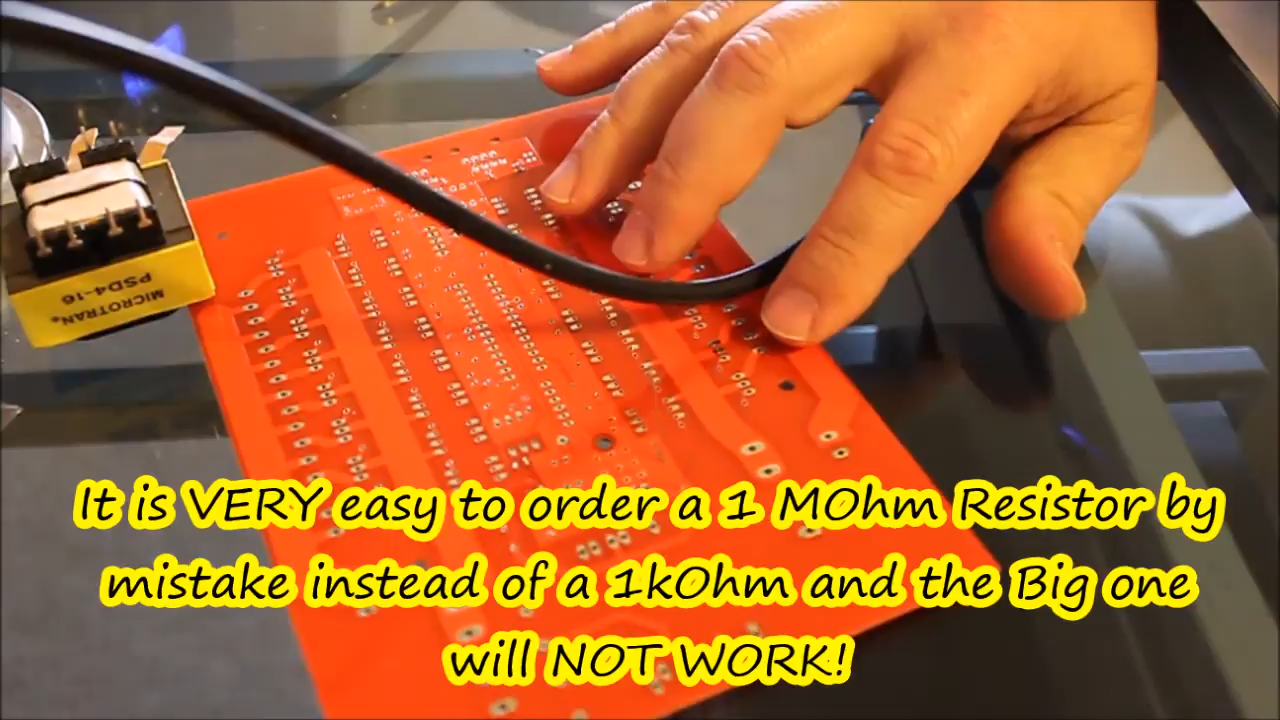 MICROTRAN®
PSD4-16
It is VERY easy to order a 1 MOhm Resistor by
mistake instead of a 1kOhm and the Big one
will NOT WORK!